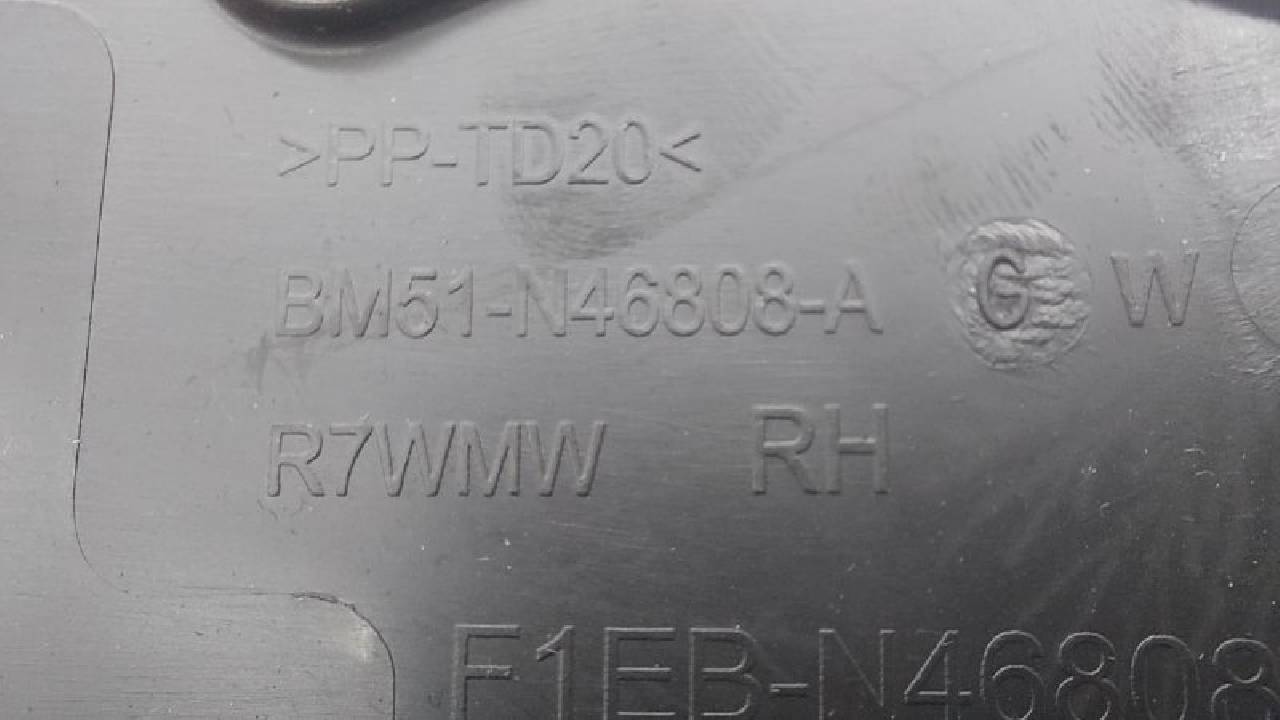 >PP-TD20<
BM51-N46808-A G W
R7WMW RH
F1EB-N46808